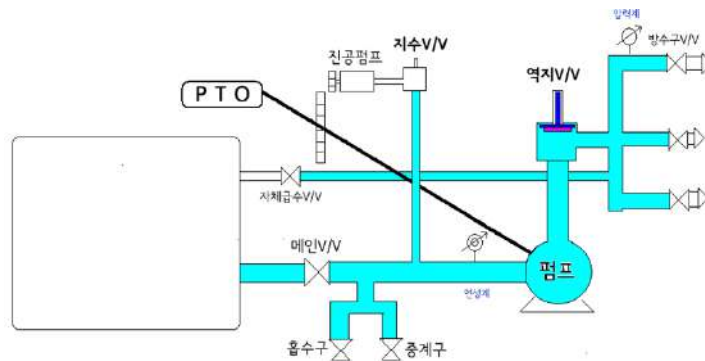 압력계
지수V/V
방수구V/V
진공펌프
역지V/V
P T O
자체급수V/V
메인V/V
펌프
연성계
흡수구
중계구